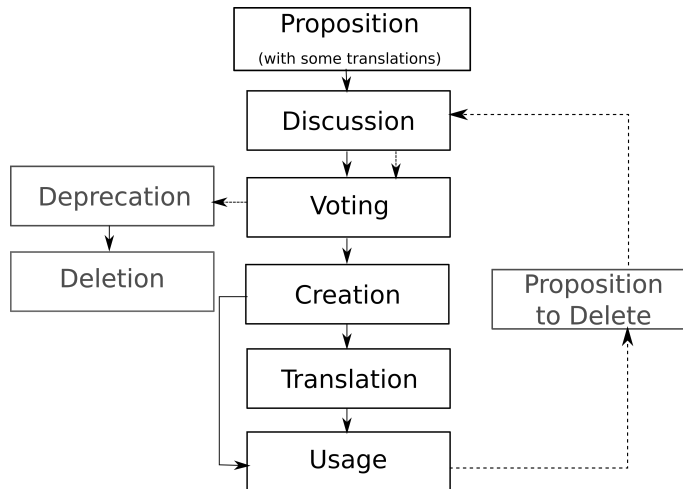 Proposition
(with some translations)
Discussion
Deprecation
Voting
Deletion
Creation
Proposition
to Delete
Translation
Usage